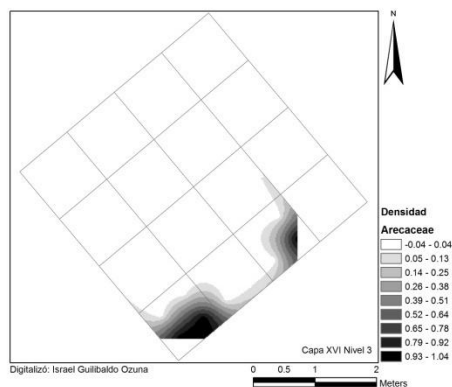 N
Densidad
Arecaceae
-0.04 - 0.04
0.05 - 0.13
0.14 - 0.25
0.26 - 0.38
0.39 - 0.51
0.52 - 0.64
0.65 - 0.78
0.79 - 0.92
0.93 - 1.04
Capa XVI Nivel 3
Digitalizó: Israel Guilibaldo Ozuna
0 0.5 1 2
Meters